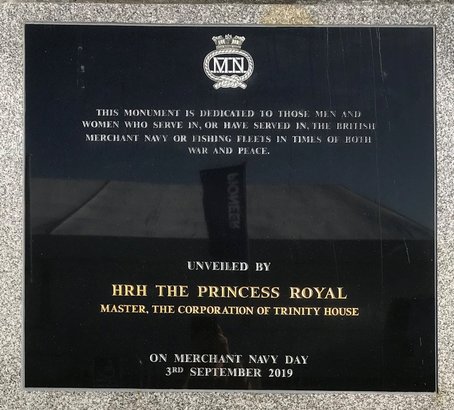 MN
THIS MONUMENT IS DEDICATED TO THOSE MEN AND
WOMEN WHO SERVE IN, OR HAVE SERVED IN, THE BRITISH
MERCHANT NAVY OR FISHING FLEETS IN TIMES OF BOTH
WAR AND PEACE.
PIONEER
UNVEILED BY
HRH THE PRINCESS ROYAL
MASTER, THE CORPORATION OF TRINITY HOUSE
ON MERCHANT NAVY DAY
3RD SEPTEMBER 2019